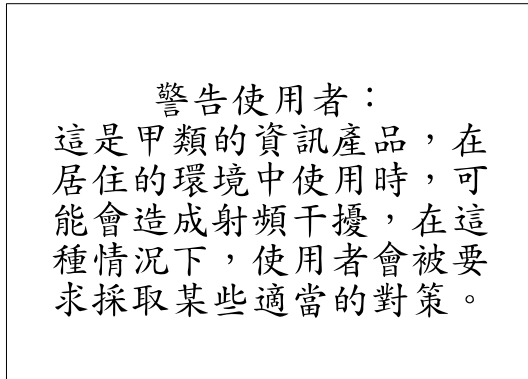 警告使用者：
這是甲類的資訊產品，在
居住的環境中使用時，可
能會造成射頻干擾，在這
種情況下，使用者會被要
求採取某些適當的對策。